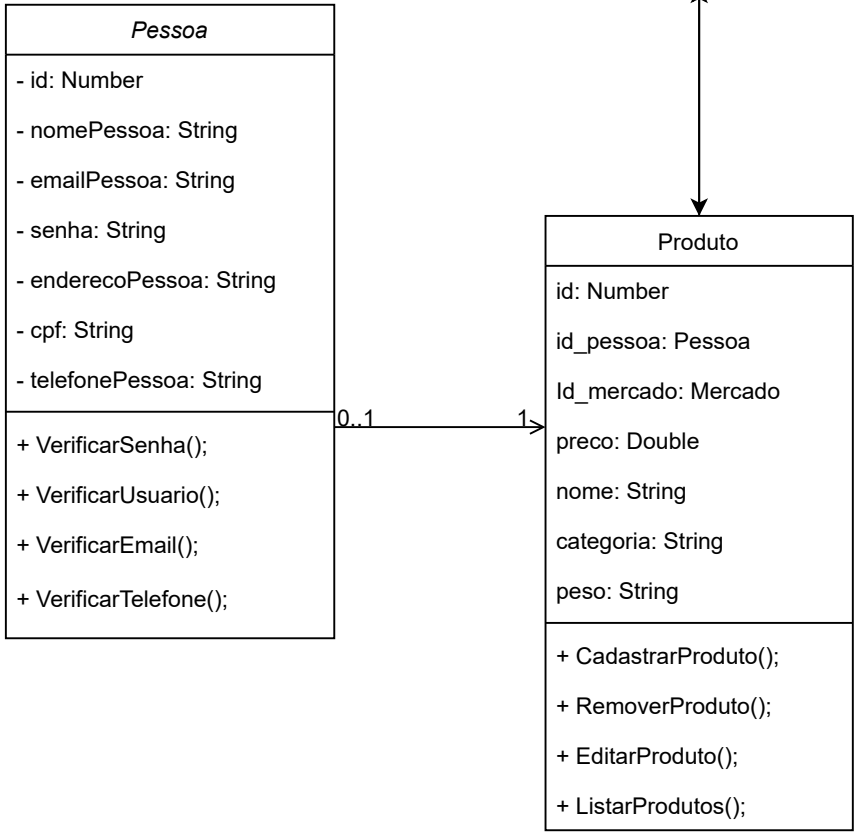 Pessoa
- id: Number
- nomePessoa: String
- emailPessoa: String
- senha: String
- enderecoPessoa: String
- cpf: String
- telefonePessoa: String
+ VerificarSenha();
+ VerificarUsuario();
+ VerificarEmail();
+ VerificarTelefone();
0..1
1
Produto
id: Number
id_pessoa: Pessoa
Id_mercado: Mercado
preco: Double
nome: String
categoria: String
peso: String
+ CadastrarProduto();
+ RemoverProduto();
+ EditarProduto();
+ ListarProdutos();